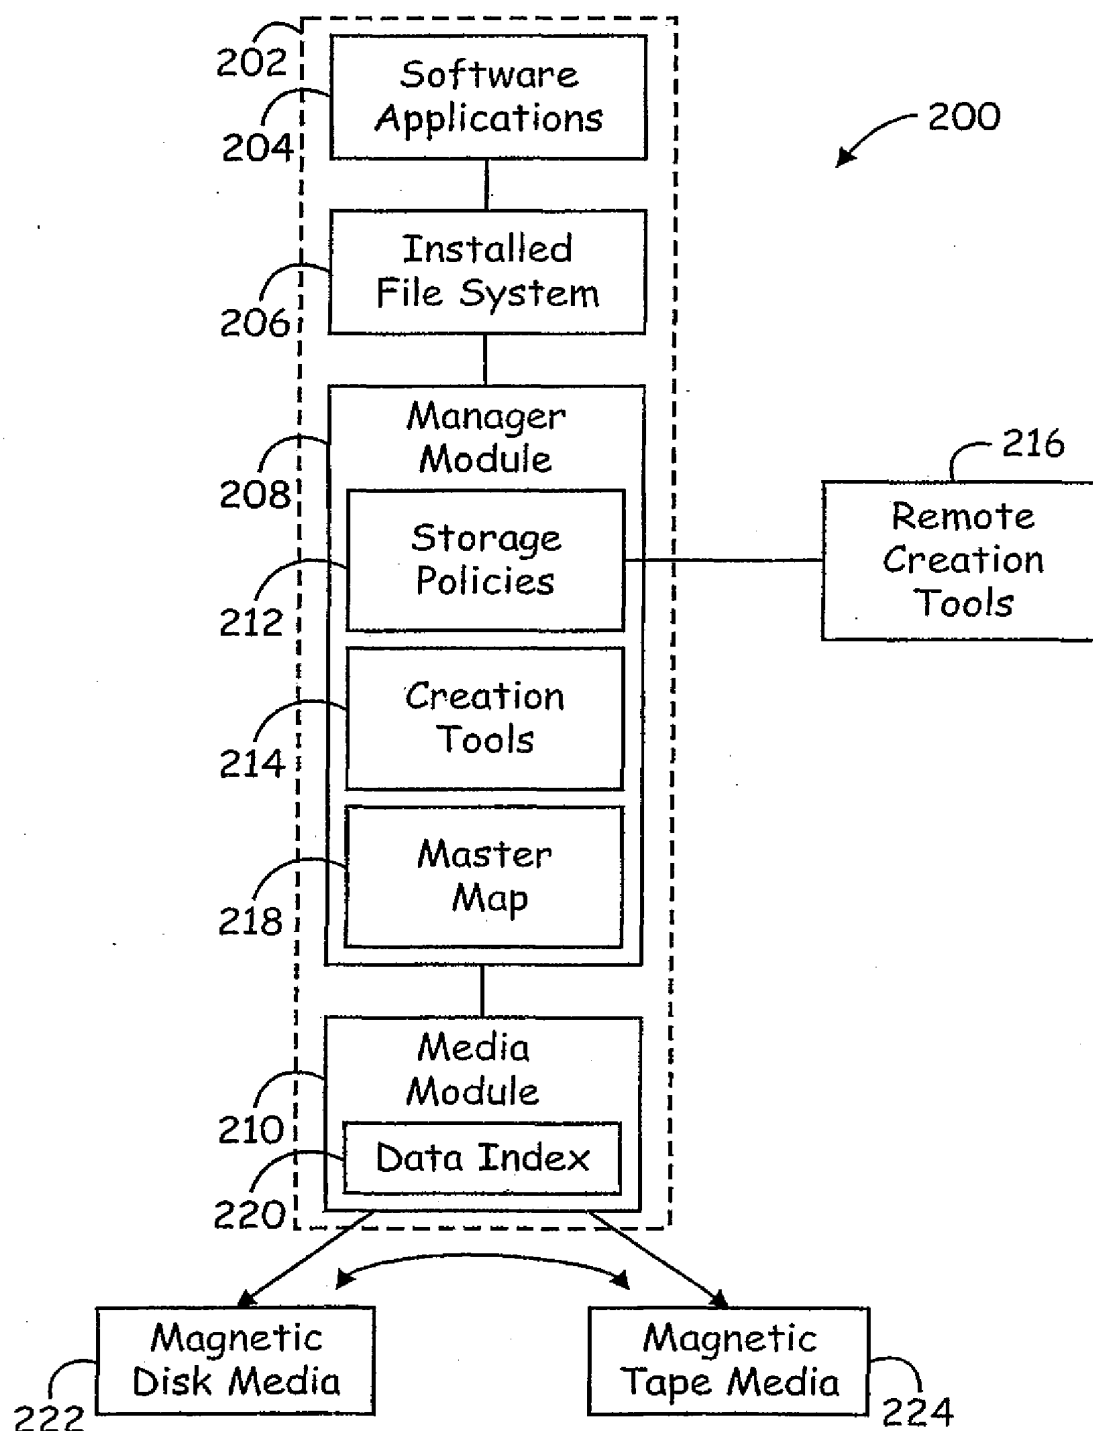 202
Software
Applications
204
200
Installed
File System
206
Manager
Module
208
216
Remote
Creation
Tools
Storage
Policies
212
Creation
Tools
214
Master
Map
218
Media
Module
210
Data Index
220
Magnetic
Disk Media
222
Magnetic
Tape Media
224